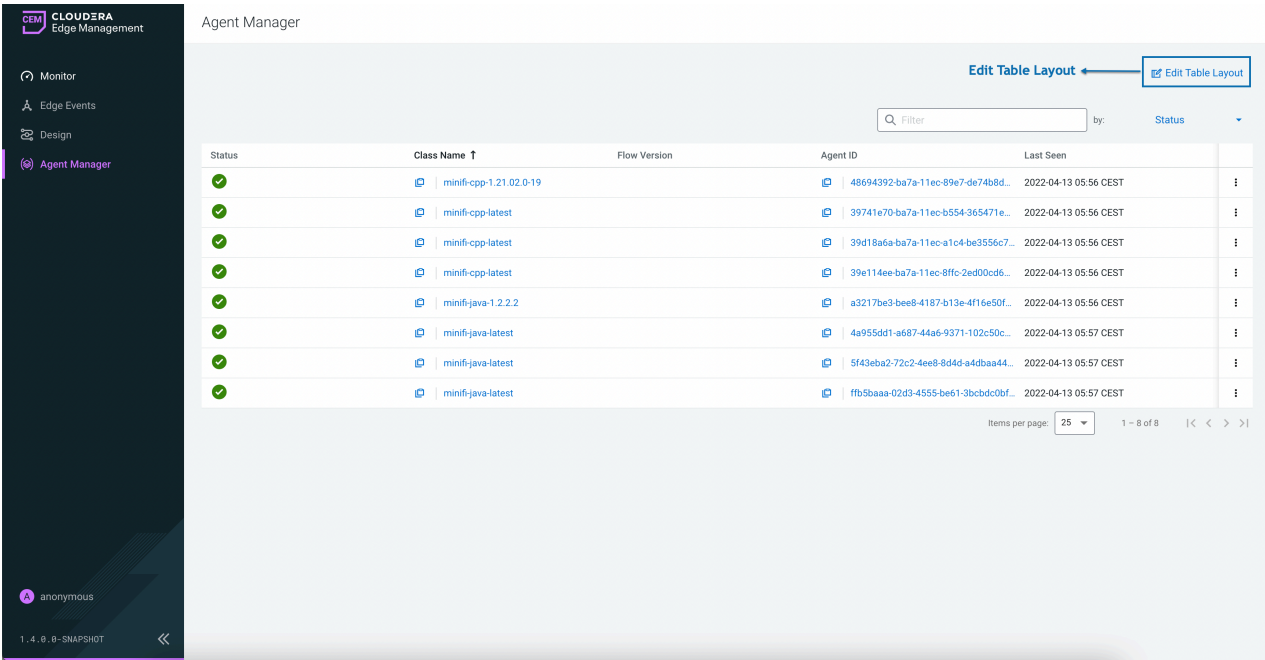 CEM CLOUDERA
Edge Management
Agent Manager
Monitor
Edge Events
Design
Agent Manager
Edit Table Layout
Edit Table Layout
Filter
by:
Status
Status Class Name Flow Version Agent ID Last Seen
minifi-cpp-1.21.02.0-19 48694392-ba7a-11ec-89e7-de74b8d... 2022-04-13 05:56 CEST
minifi-cpp-latest 39741e70-ba7a-11ec-b554-365471e... 2022-04-13 05:56 CEST
minifi-cpp-latest 39d18a6a-ba7a-11ec-a1c4-be3556c7... 2022-04-13 05:56 CEST
minifi-cpp-latest 39e114ee-ba7a-11ec-8ffc-2ed00cd6... 2022-04-13 05:56 CEST
minifi-java-1.2.2.2 a3217be3-bee8-4187-b13e-4f16e50f... 2022-04-13 05:56 CEST
minifi-java-latest 4a955dd1-a687-44a6-9371-102c50c... 2022-04-13 05:57 CEST
minifi-java-latest 5f43eba2-72c2-4ee8-8d4d-a4dbaa44... 2022-04-13 05:57 CEST
minifi-java-latest ffb5baaa-02d3-4555-be61-3bcbdc0bf... 2022-04-13 05:57 CEST
Items per page: 25 1 – 8 of 8
A anonymous
1.4.0.0-SNAPSHOT